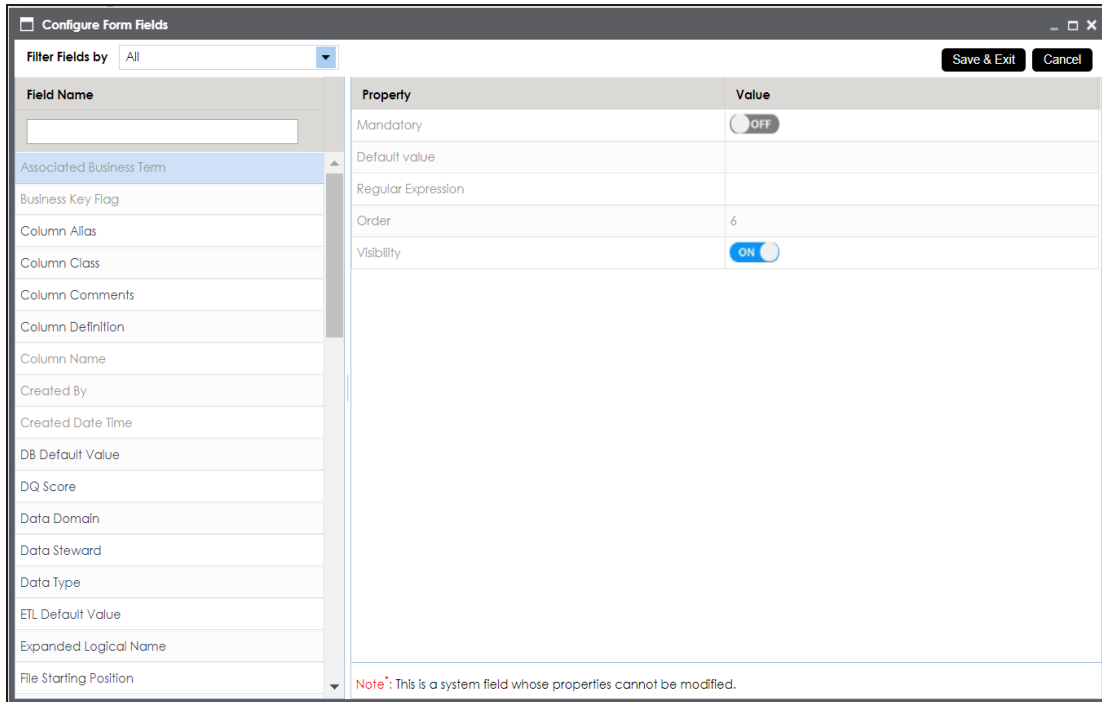 Configure Form Fields
Filter Fields by All
Save & Exit Cancel
Field Name
Associated Business Term
Business Key Flag
Column Alias
Column Class
Column Comments
Column Definition
Column Name
Created By
Created Date Time
DB Default Value
DQ Score
Data Domain
Data Steward
Data Type
ETL Default Value
Expanded Logical Name
File Starting Position
Property Value
Mandatory OFF
Default value
Regular Expression
Order 6
Visibility ON
Note*: This is a system field whose properties cannot be modified.